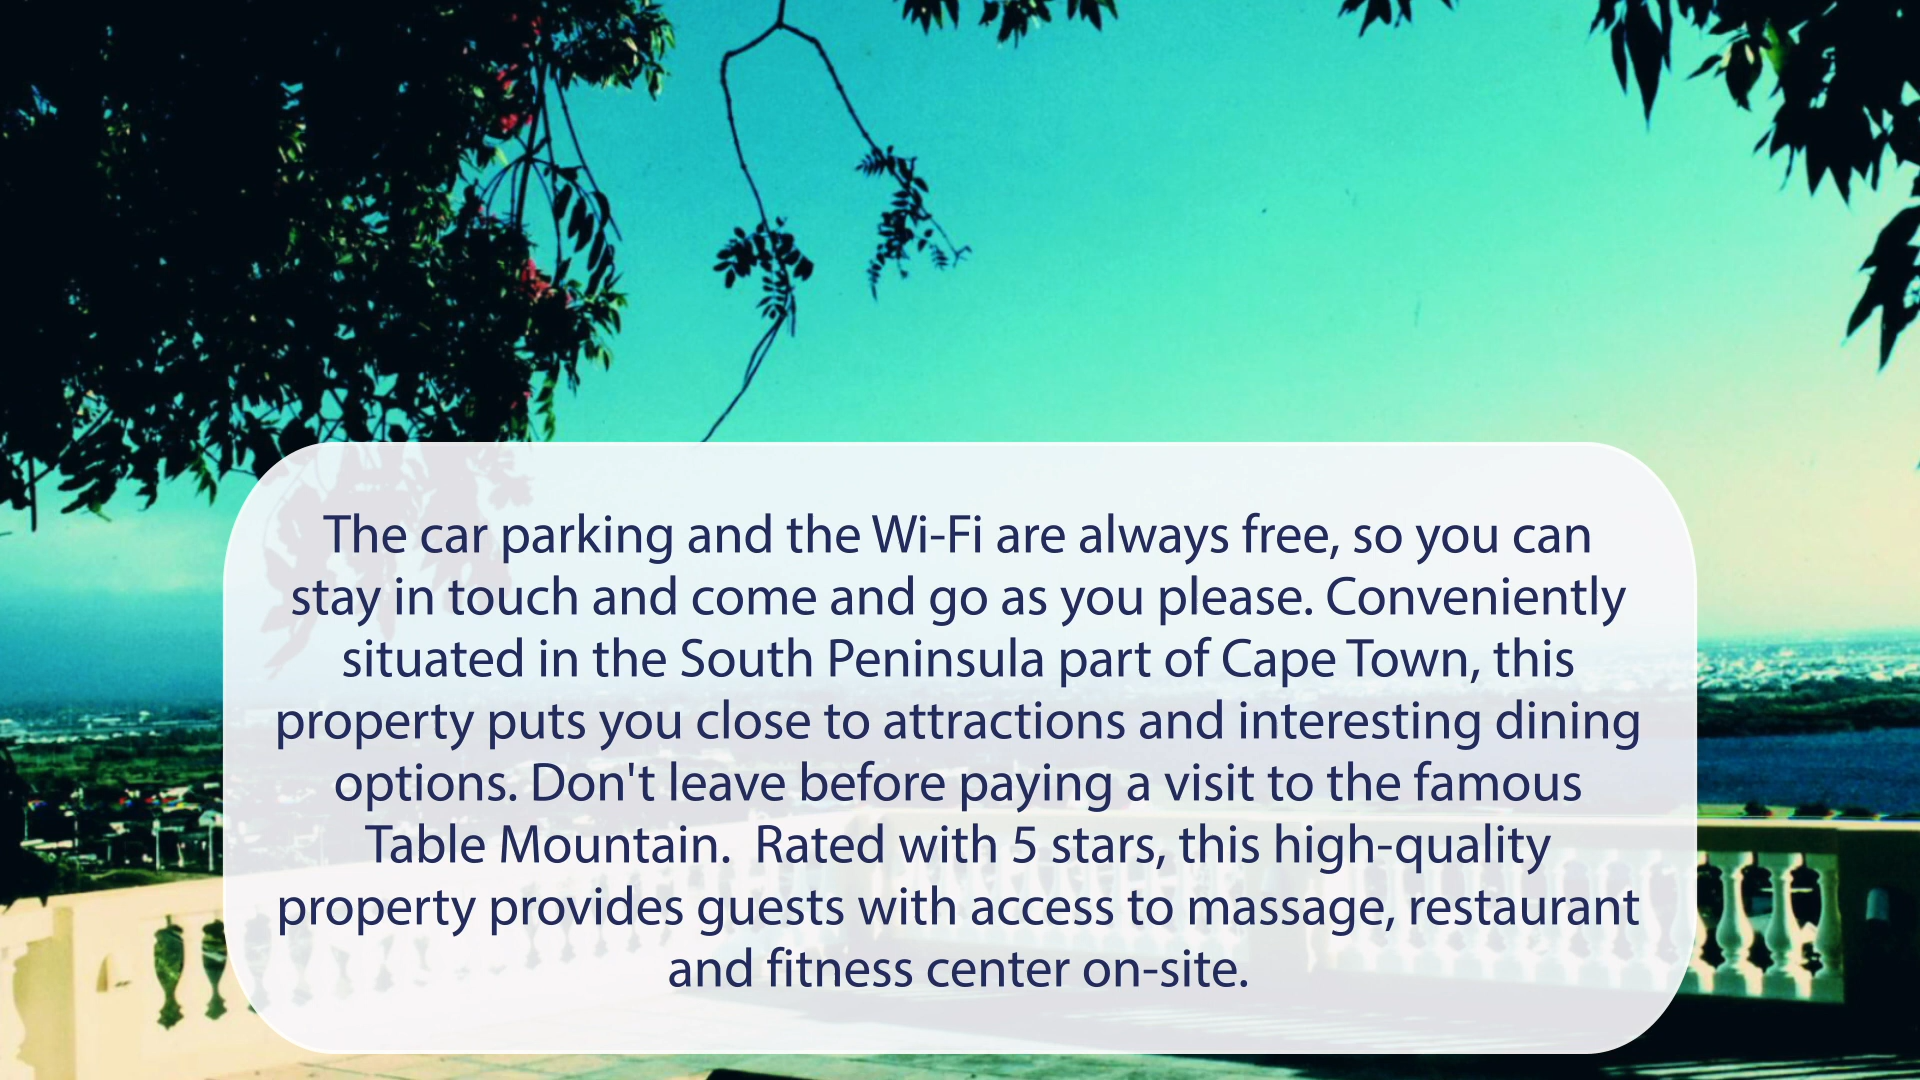 The car parking and the Wi-Fi are always free, so you can
stay in touch and come and go as you please. Conveniently
situated in the South Peninsula part of Cape Town, this
property puts you close to attractions and interesting dining
options. Don't leave before paying a visit to the famous
Table Mountain.  Rated with 5 stars, this high-quality
property provides guests with access to massage, restaurant
and fitness center on-site.